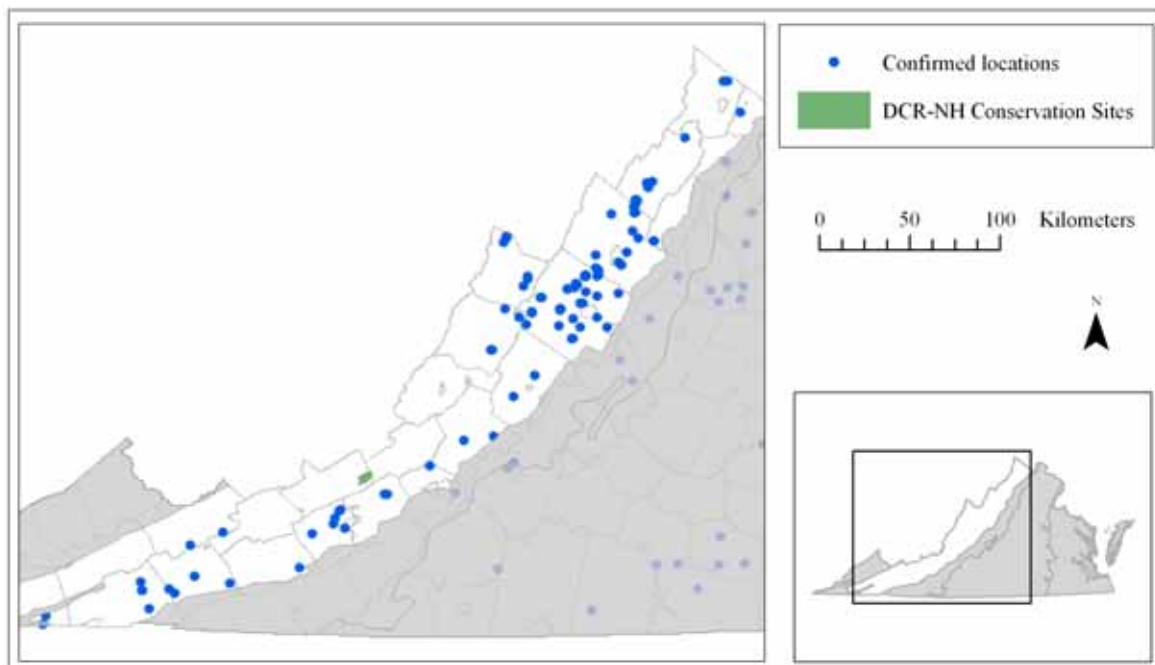 Confirmed locations
DCR-NH Conservation Sites
0 50 100 Kilometers
N